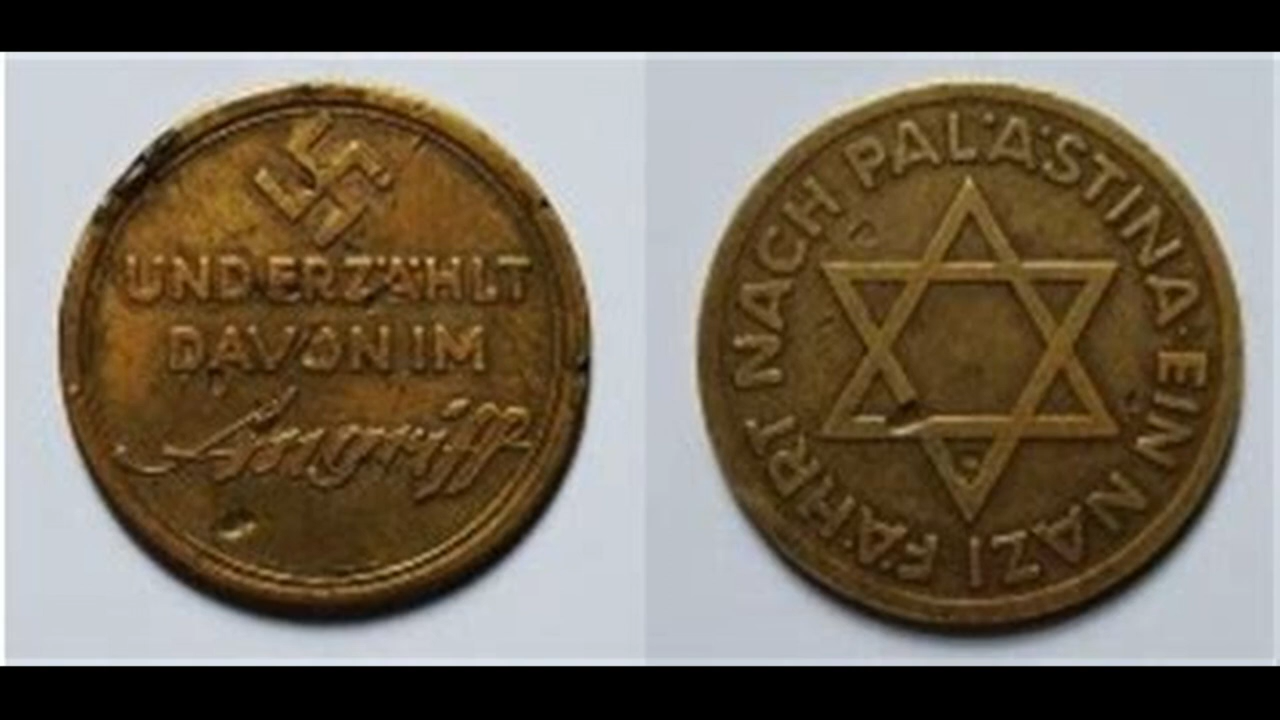 UND ERZÄHLT
DAVON IM
Angriff
EIN NAZI FÄHRT NACH PALÄSTINA